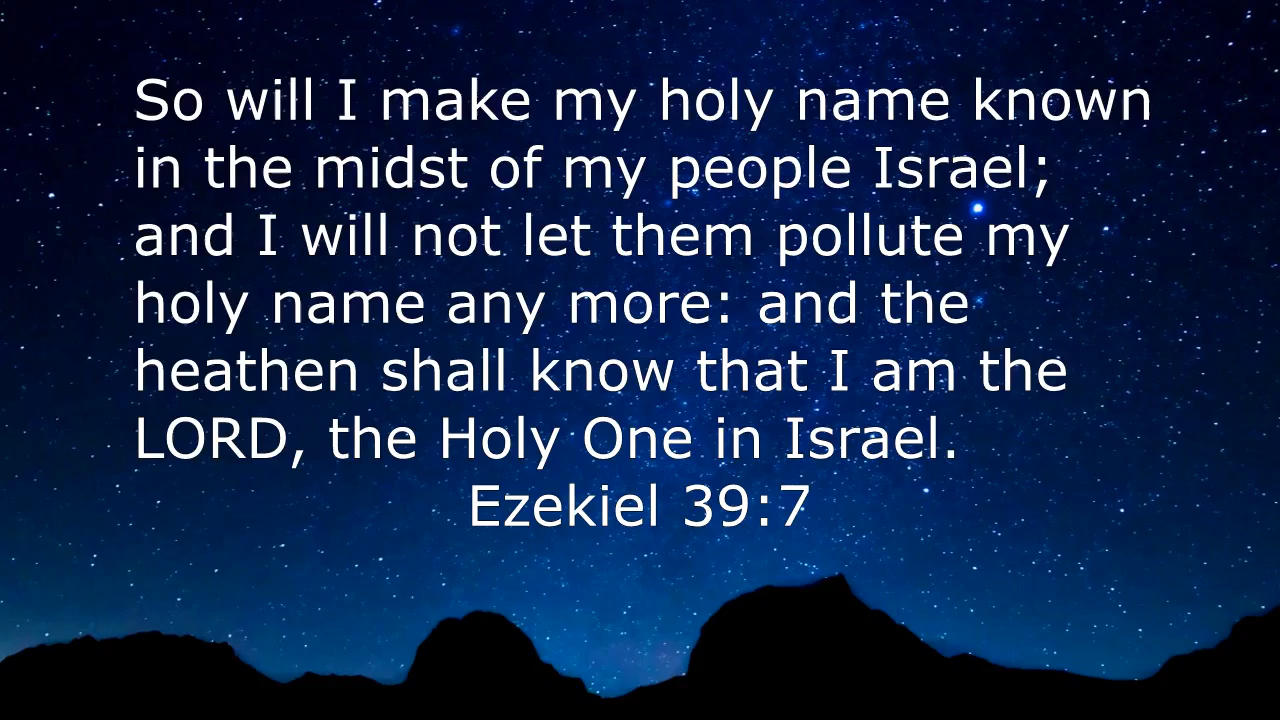 So will I make my holy name known
in the midst of my people Israel;
and I will not let them pollute my
holy name any more: and the
heathen shall know that I am the
LORD, the Holy One in Israel.
Ezekiel 39:7